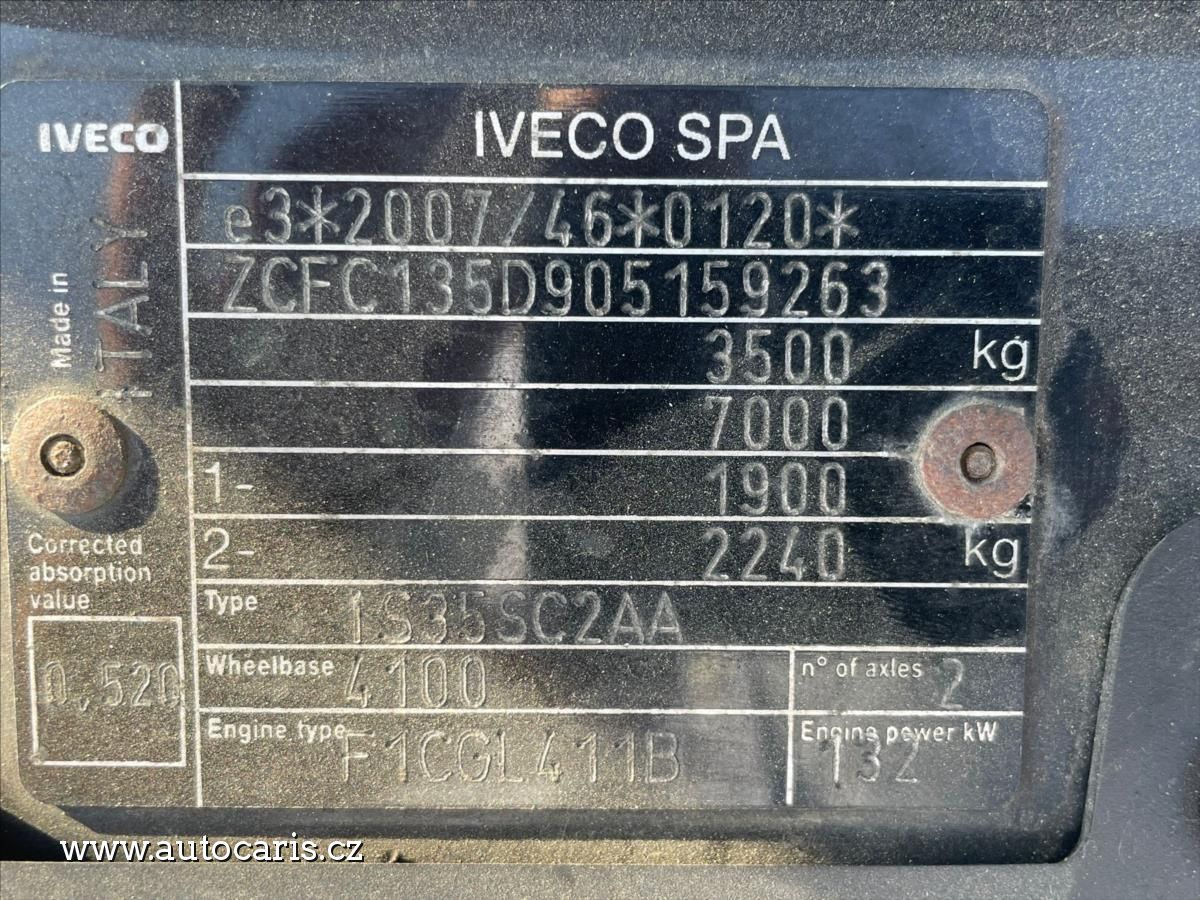 IVECO
IVECO SPA
Made in ITALY
e3*2007/46*0120*
ZCFC135D905159263
3500 kg
7000
1- 1900
2- 2240 kg
Corrected
absorption
value
0,520
Type 1S35SC2AA
Wheelbase 4100
n° of axles 2
Engine type F1CGL411B
Engine power kW
132
www.autocaris.cz